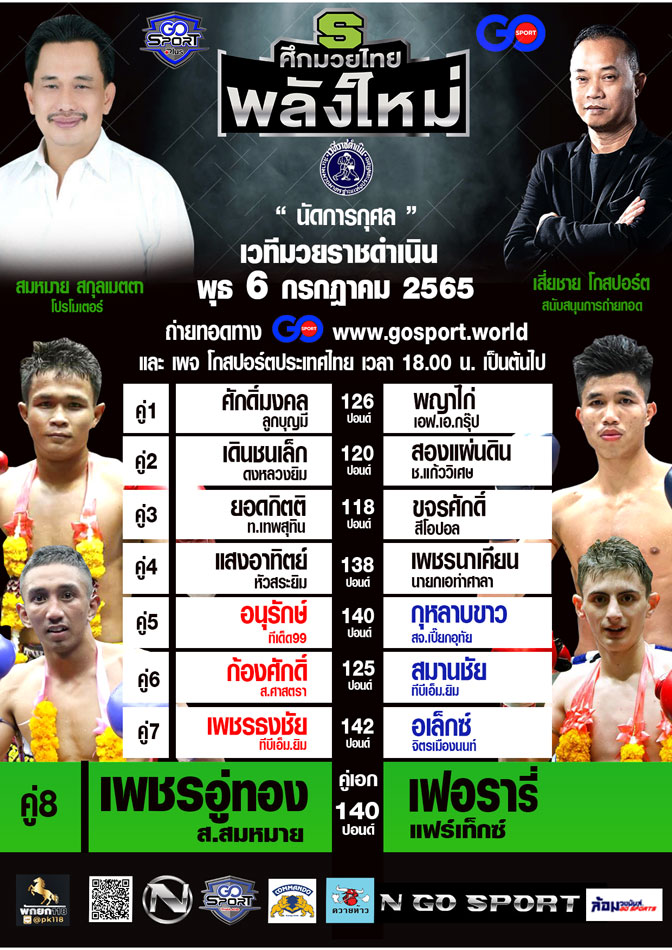 GO SPORT Plus
S
GO SPORT
ศึกมวยไทย
พลังใหม่
“ นัดการกุศล ”
เวทีมวยราชดำเนิน
พุธ 6 กรกฎาคม 2565
สมหมาย สกุลเมตตา
โปรโมเตอร์
เสี่ยชาย โกสปอร์ต
สนับสนุนการถ่ายทอด
ถ่ายทอดทาง GO SPORT www.gosport.world
และ เพจ โกสปอร์ตประเทศไทย เวลา 18.00 น. เป็นต้นไป
คู่1 ศักดิ์มงคล 126 พญาไก่
ลูกบุญมี ปอนด์ เอฟ.เอ.กรุ๊ป
คู่2 เดินชนเล็ก 120 สองแผ่นดิน
ดงหลวงยิม ปอนด์ ช.แก้ววิเศษ
คู่3 ยอดกิตติ 118 ขจรศักดิ์
ท.เทพสุทิน ปอนด์ สีโอปอล
คู่4 แสงอาทิตย์ 138 เพชรนาเคียน
หัวสระยิม ปอนด์ นายกเอท่าศาลา
คู่5 อนุรักษ์ 140 กุหลาบขาว
ทีเด็ด99 ปอนด์ สจ.เปี๊ยกอุทัย
คู่6 ก้องศักดิ์ 125 สมานชัย
ส.ศาสตรา ปอนด์ ทีบีเอ็ม.ยิม
คู่7 เพชรธงชัย 142 อเล็กซ์
ทีบีเอ็ม.ยิม ปอนด์ จิตรเมืองนนท์
คู่8 เพชรอู่ทอง คู่เอก เฟอรารี่
ส.สมหมาย 140 ปอนด์ แฟร์เท็กซ์
พกยก118
@pk118
N
GO SPORT
COMMANDO
ควายหาว
N GO SPORT
ล้อม
GO SPORTS